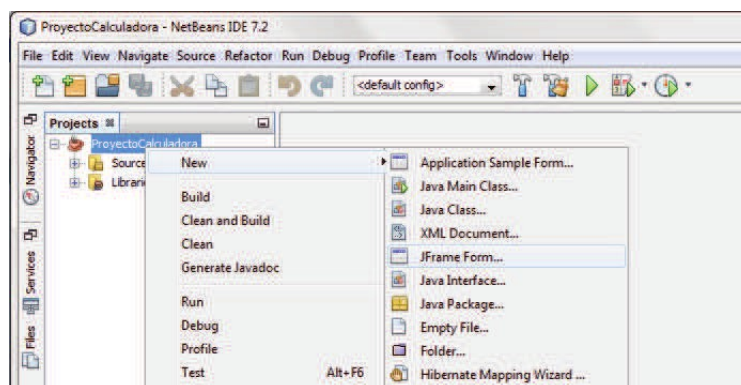 ProyectoCalculadora - NetBeans IDE 7.2
File Edit View Navigate Source Refactor Run Debug Profile Team Tools Window Help
<default config>
Projects
Navigator
Services
Files
ProyectoCalculadora
Source
Librari
New
Build
Clean and Build
Clean
Generate Javadoc
Run
Debug
Profile
Test Alt+F6
Application Sample Form...
Java Main Class...
Java Class...
XML Document...
JFrame Form...
Java Interface...
Java Package...
Empty File...
Folder...
Hibernate Mapping Wizard ...